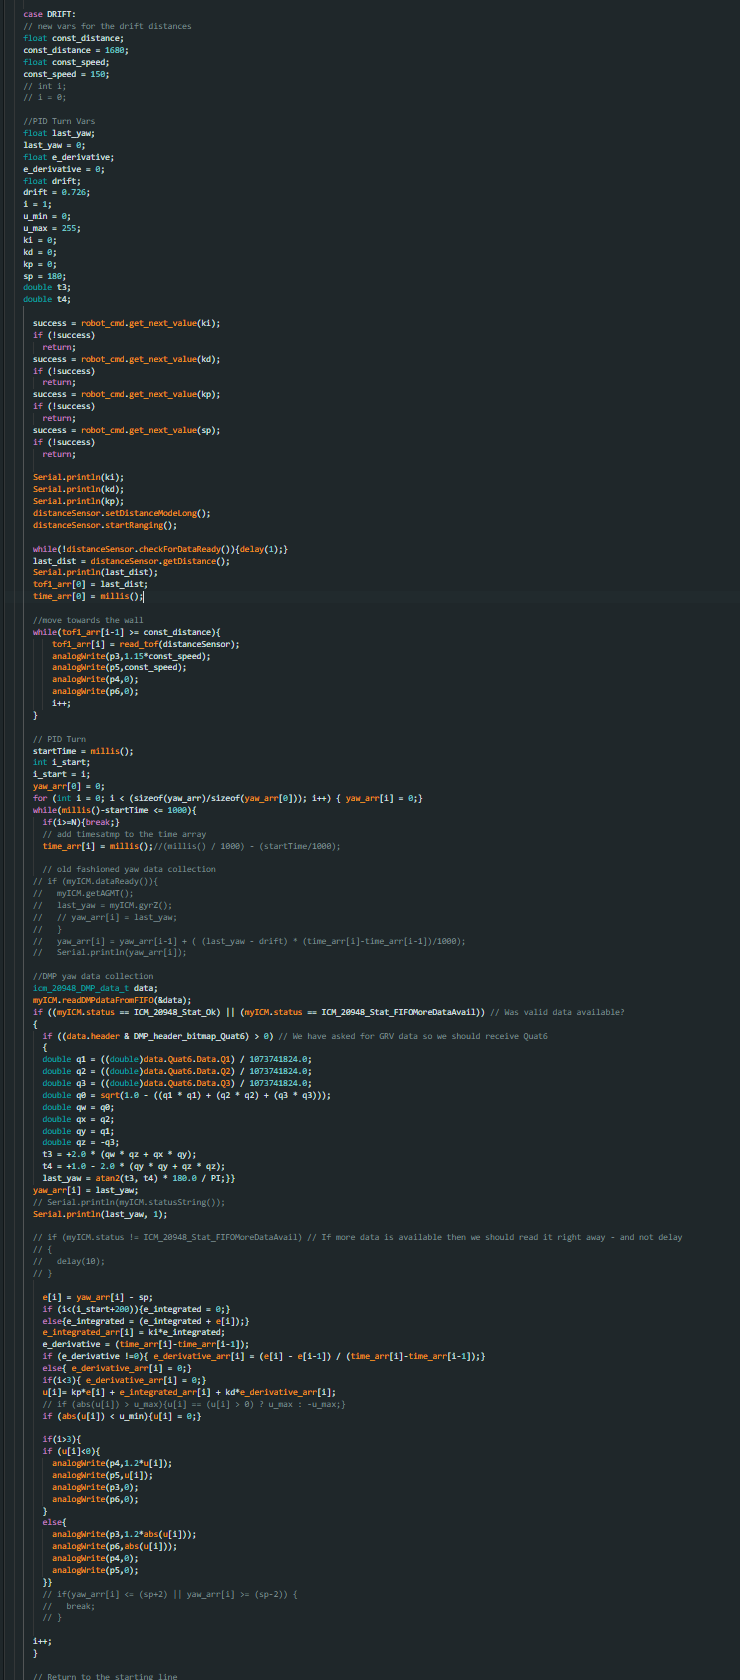 case DRIFT:
// new vars for the drift distances
float const_distance;
const_distance = 1680;
float const_speed;
const_speed = 150;
// int i;
// i = 0;
//PID Turn Vars
float last_yaw;
last_yaw = 0;
float e_derivative;
e_derivative = 0;
float drift;
drift = 0.726;
i = 1;
u_min = 0;
u_max = 255;
ki = 0;
kd = 0;
kp = 0;
sp = 180;
double t3;
double t4;
success = robot_cmd.get_next_value(ki);
if (!success)
return;
success = robot_cmd.get_next_value(kd);
if (!success)
return;
success = robot_cmd.get_next_value(kp);
if (!success)
return;
success = robot_cmd.get_next_value(sp);
if (!success)
return;
Serial.println(ki);
Serial.println(kd);
Serial.println(kp);
distanceSensor.setDistanceModeLong();
distanceSensor.startRanging();
while(!distanceSensor.checkForDataReady()){delay(1);}
last_dist = distanceSensor.getDistance();
Serial.println(last_dist);
tof1_arr[0] = last_dist;
time_arr[0] = millis();
//move towards the wall
while(tof1_arr[i-1] >= const_distance){
tof1_arr[i] = read_tof(distanceSensor);
analogWrite(p3,1.15*const_speed);
analogWrite(p5,const_speed);
analogWrite(p4,0);
analogWrite(p6,0);
i++;
}
// PID Turn
startTime = millis();
int i_start;
i_start = i;
yaw_arr[0] = 0;
for (int i = 0; i < (sizeof(yaw_arr)/sizeof(yaw_arr[0])); i++) { yaw_arr[i] = 0;}
while(millis()-startTime <= 1000){
if(i>=N){break;}
// add timesatmp to the time array
time_arr[i] = millis();//(millis() / 1000) - (startTime/1000);
// old fashioned yaw data collection
// if (myICM.dataReady()){
//   myICM.getAGMT();
//   last_yaw = myICM.gyrZ();
//   // yaw_arr[i] = last_yaw;
//   }
//   yaw_arr[i] = yaw_arr[i-1] + ( (last_yaw - drift) * (time_arr[i]-time_arr[i-1])/1000);
//   Serial.println(yaw_arr[i]);
//DMP yaw data collection
icm_20948_DMP_data_t data;
myICM.readDMPdataFromFIFO(&data);
if ((myICM.status == ICM_20948_Stat_Ok) || (myICM.status == ICM_20948_Stat_FIFOMoreDataAvail)) // Was valid data available?
{
if ((data.header & DMP_header_bitmap_Quat6) > 0) // We have asked for GRV data so we should receive Quat6
{
double q1 = ((double)data.Quat6.Data.Q1) / 1073741824.0;
double q2 = ((double)data.Quat6.Data.Q2) / 1073741824.0;
double q3 = ((double)data.Quat6.Data.Q3) / 1073741824.0;
double q0 = sqrt(1.0 - ((q1 * q1) + (q2 * q2) + (q3 * q3)));
double qw = q0;
double qx = q2;
double qy = q1;
double qz = -q3;
t3 = +2.0 * (qw * qz + qx * qy);
t4 = +1.0 - 2.0 * (qy * qy + qz * qz);
last_yaw = atan2(t3, t4) * 180.0 / PI;}}
yaw_arr[i] = last_yaw;
// Serial.println(myICM.statusString());
Serial.println(last_yaw, 1);
// if (myICM.status != ICM_20948_Stat_FIFOMoreDataAvail) // If more data is available then we should read it right away - and not delay
// {
//   delay(10);
// }
e[i] = yaw_arr[i] - sp;
if (i<(i_start+200)){e_integrated = 0;}
else{e_integrated = (e_integrated + e[i]);}
e_integrated_arr[i] = ki*e_integrated;
e_derivative = (time_arr[i]-time_arr[i-1]);
if (e_derivative !=0){ e_derivative_arr[i] = (e[i] - e[i-1]) / (time_arr[i]-time_arr[i-1]);}
else{ e_derivative_arr[i] = 0;}
if(i<3){ e_derivative_arr[i] = 0;}
u[i]= kp*e[i] + e_integrated_arr[i] + kd*e_derivative_arr[i];
// if (abs(u[i]) > u_max){u[i] == (u[i] > 0) ? u_max : -u_max;}
if (abs(u[i]) < u_min){u[i] = 0;}
if(i>3){
if (u[i]<0){
analogWrite(p4,1.2*u[i]);
analogWrite(p5,u[i]);
analogWrite(p3,0);
analogWrite(p6,0);
}
else{
analogWrite(p3,1.2*abs(u[i]));
analogWrite(p6,abs(u[i]));
analogWrite(p4,0);
analogWrite(p5,0);
}}
// if(yaw_arr[i] <= (sp+2) || yaw_arr[i] >= (sp-2)) {
//   break;
// }
i++;
}
// Return to the starting line